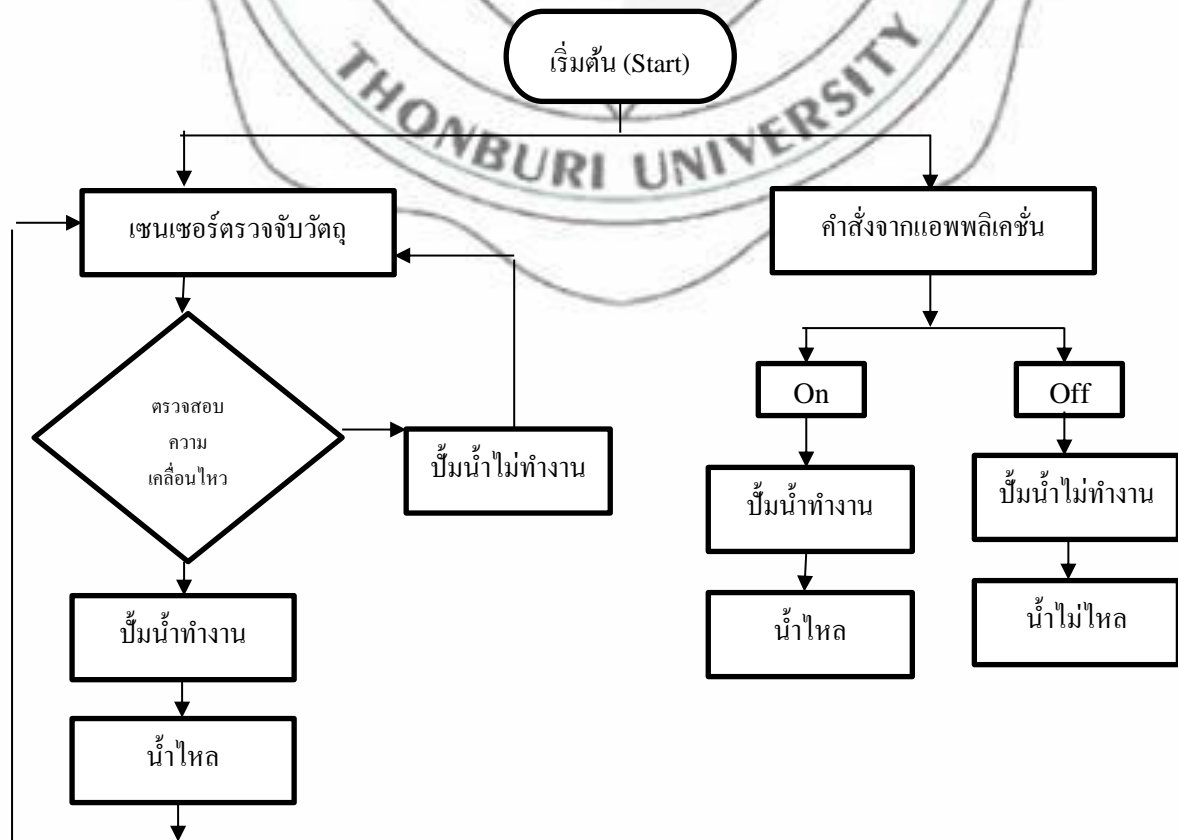 เริ่มต้น (Start)
THONBURI UNIVERSITY
เซนเซอร์ตรวจจับวัตถุ
คำสั่งจากแอพพลิเคชั่น
ตรวจสอบ
ความ
เคลื่อนไหว
ปั้มน้ำไม่ทำงาน
On
Off
ปั้มน้ำทำงาน
ปั้มน้ำไม่ทำงาน
น้ำไหล
น้ำไม่ไหล
ปั้มน้ำทำงาน
น้ำไหล